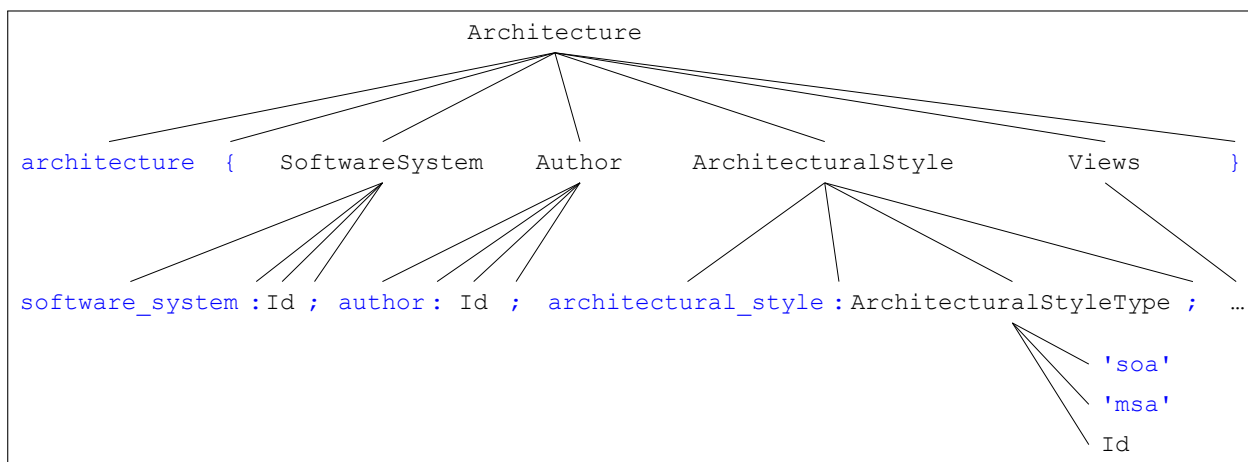 Architecture
architecture { SoftwareSystem Author ArchitecturalStyle Views }
software_system :Id ; author: Id ; architectural_style :ArchitecturalStyleType ; …
'soa'
'msa'
Id